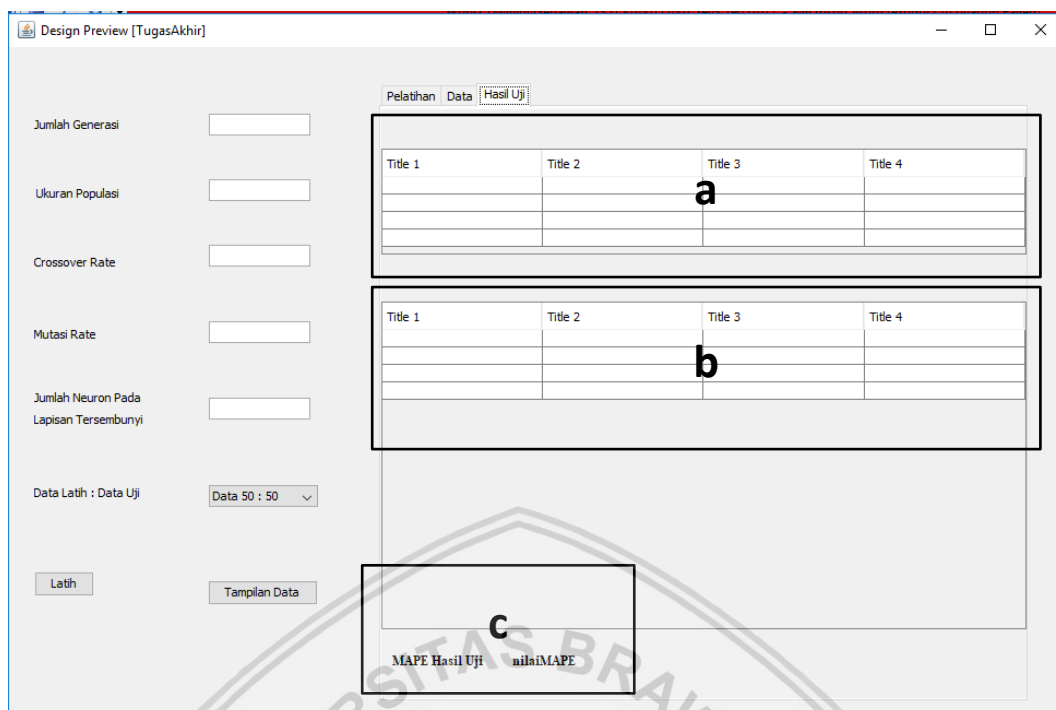 Design Preview [TugasAkhir]
Pelatihan Data Hasil Uji
Jumlah Generasi
Ukuran Populasi
Crossover Rate
Mutasi Rate
Jumlah Neuron Pada
Lapisan Tersembunyi
Data Latih : Data Uji Data 50 : 50
Latih Tampilan Data
Title 1 Title 2 Title 3 Title 4
a
Title 1 Title 2 Title 3 Title 4
b
c
MAPE Hasil Uji nilaiMAPE
ERSITAS BRAW